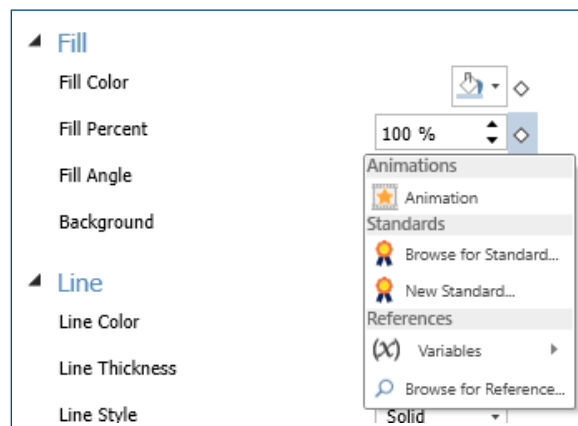 Fill
Fill Color
Fill Percent 100 %
Animations
Fill Angle
Animation
Standards
Background
Browse for Standard...
Line
New Standard...
References
Line Color
Variables
Line Thickness
Browse for Reference...
Line Style Solid